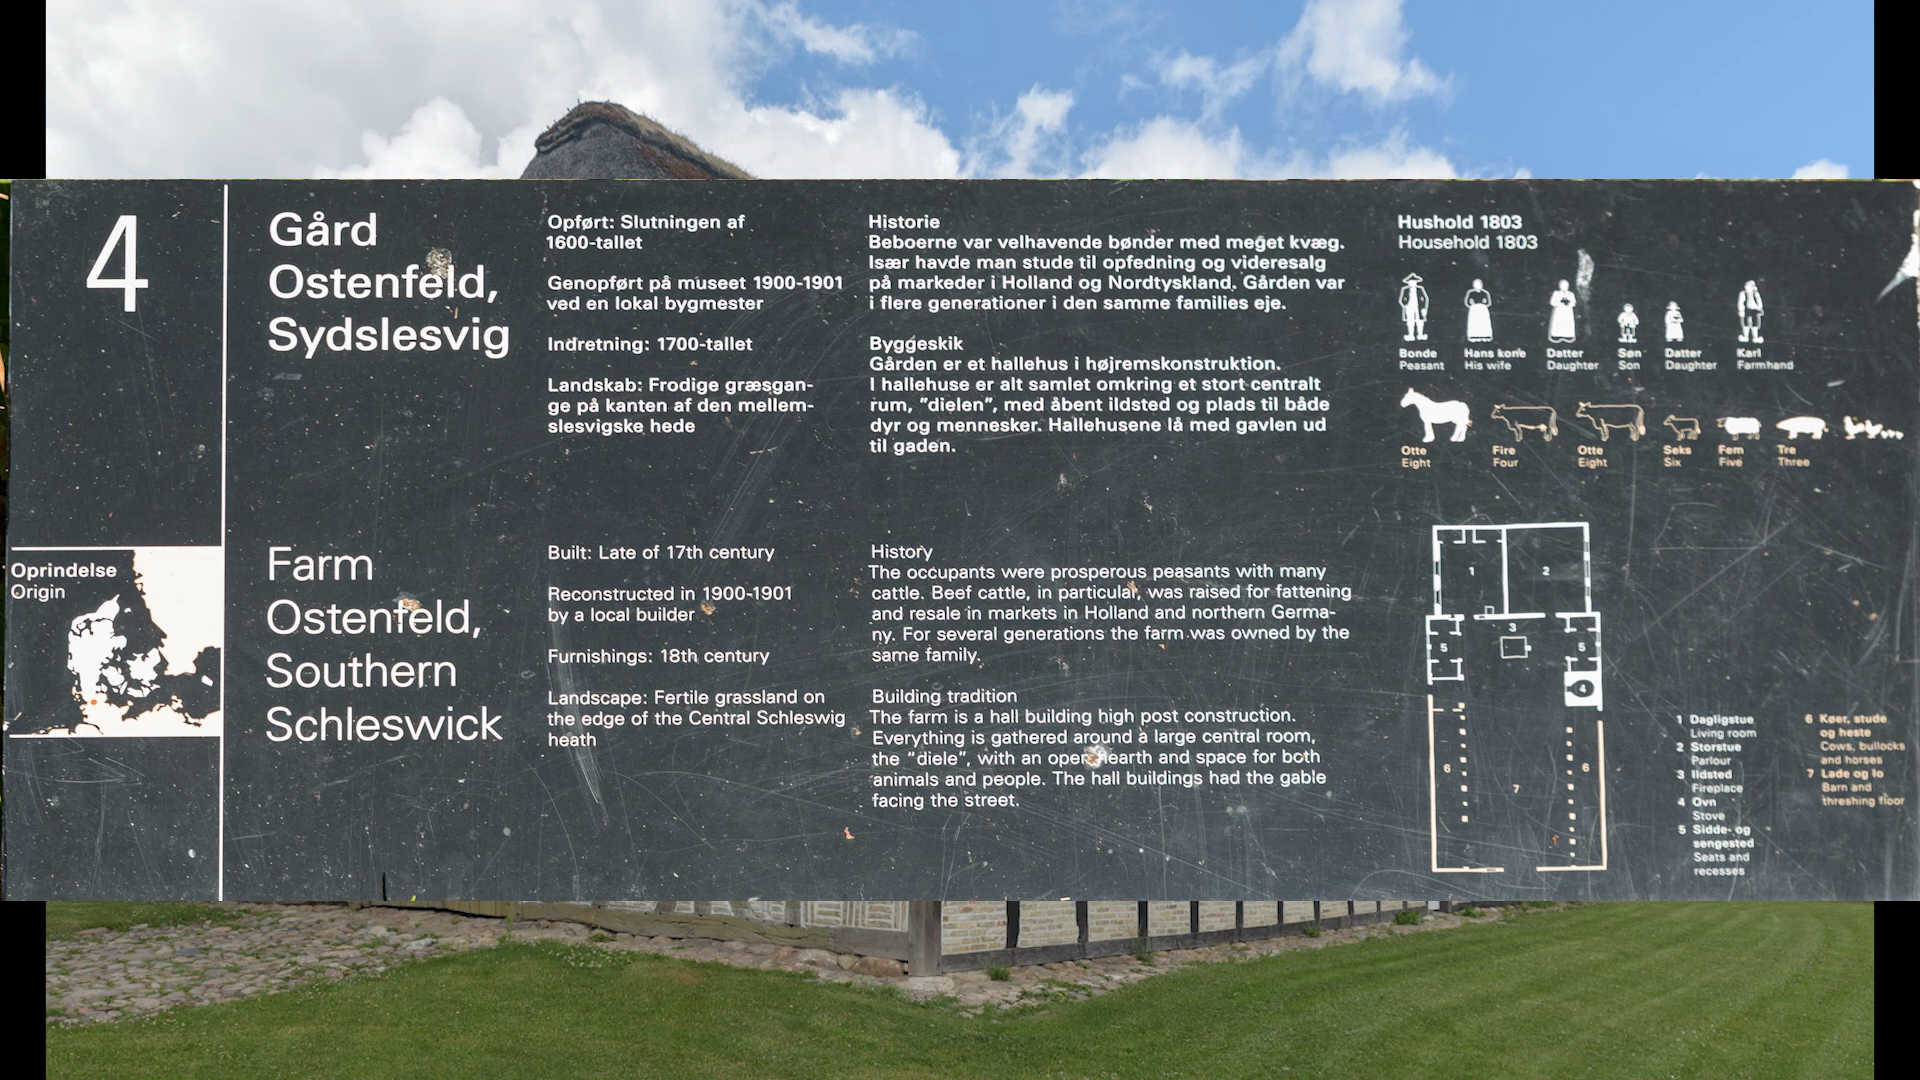 4
Gård
Ostenfeld,
Sydslesvig
Opført: Slutningen af
1600-tallet
Genopført på museet 1900-1901
ved en lokal bygmester
Indretning: 1700-tallet
Landskab: Frodige græsgan-
ge på kanten af den mellem-
slesvigske hede
Historie
Beboerne var velhavende bønder med meget kvæg.
Især havde man stude til opfedning og videresalg
på markeder i Holland og Nordtyskland. Gården var
i flere generationer i den samme families eje.
Byggeskik
Gården er et hallehus i højremskonstruktion.
I hallehuse er alt samlet omkring et stort centralt
rum, "dielen", med åbent ildsted og plads til både
dyr og mennesker. Hallehusene lå med gavlen ud
til gaden.
Hushold 1803
Household 1803
Bonde
Peasant
Hans kone
His wife
Datter
Daughter
Søn
Son
Datter
Daughter
Karl
Farmhand
Otte
Eight
Fire
Four
Otte
Eight
Seks
Six
Fem
Five
Tre
Three
Oprindelse
Origin
Farm
Ostenfeld,
Southern
Schleswick
Built: Late of 17th century
Reconstructed in 1900-1901
by a local builder
Furnishings: 18th century
Landscape: Fertile grassland on
the edge of the Central Schleswig
heath
History
The occupants were prosperous peasants with many
cattle. Beef cattle, in particular, was raised for fattening
and resale in markets in Holland and northern Germa-
ny. For several generations the farm was owned by the
same family.
Building tradition
The farm is a hall building high post construction.
Everything is gathered around a large central room,
the "diele", with an open hearth and space for both
animals and people. The hall buildings had the gable
facing the street.
1 2
3
5 5
4
6 6
7
1 Dagligstue
Living room
2 Storstue
Parlour
3 Ildsted
Fireplace
4 Ovn
Stove
5 Sidde- og
sengested
Seats and
recesses
6 Køer, stude
og heste
Cows, bullocks
and horses
7 Lade og lo
Barn and
threshing floor